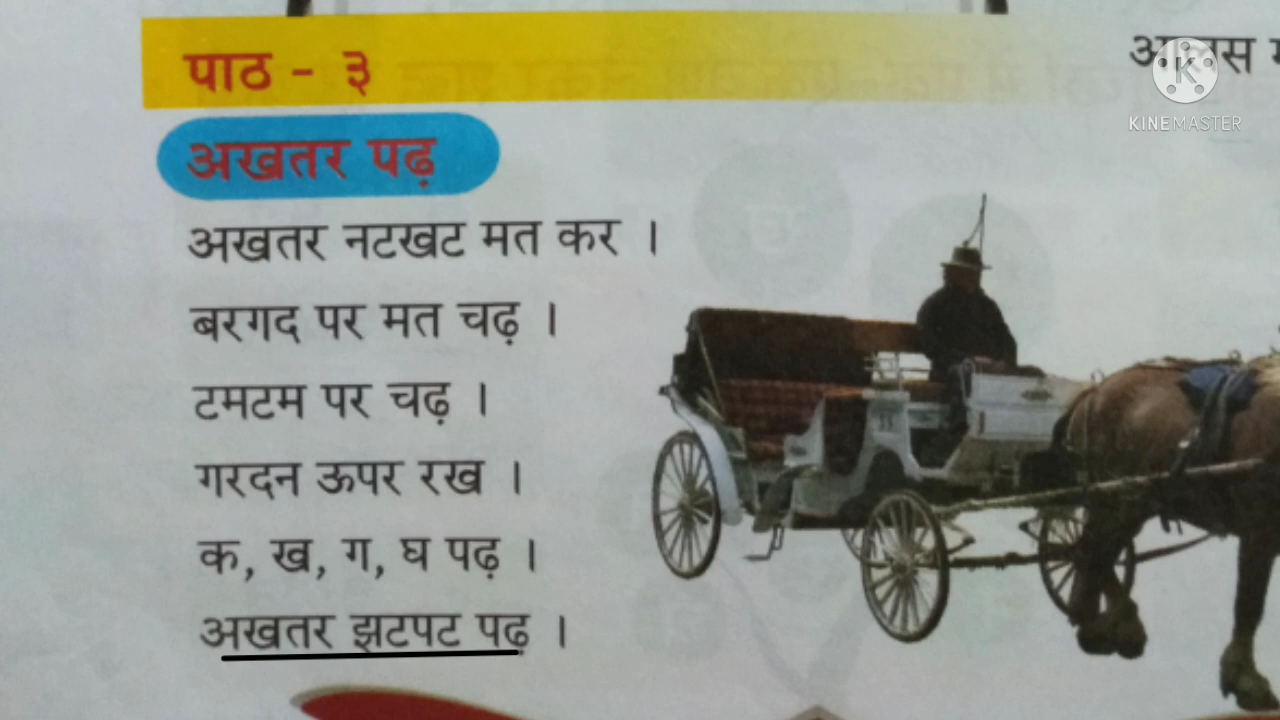 पाठ - ३
अखतर पढ़
अखतर नटखट मत कर ।
बरगद पर मत चढ़ ।
टमटम पर चढ़ ।
गरदन ऊपर रख ।
क, ख, ग, घ पढ़ ।
अखतर झटपट पढ़ ।
K
KINEMASTER